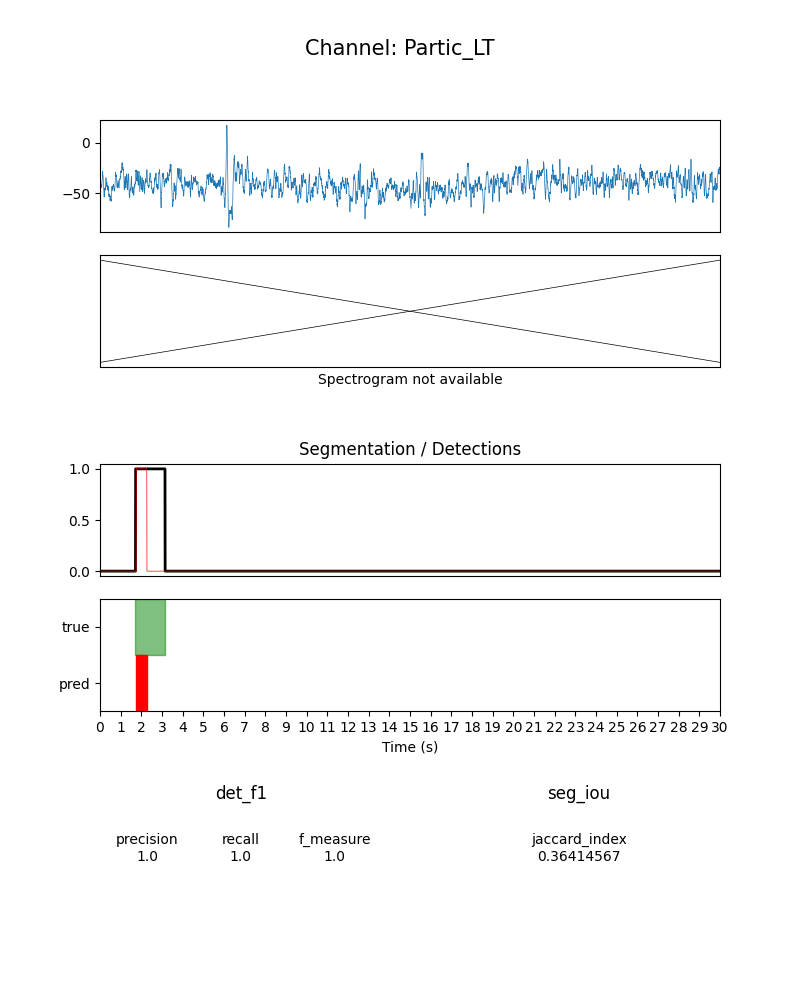 Channel: Partic_LT
0
−50
Spectrogram not available
Segmentation / Detections
1.0
0.5
0.0
true
pred
0 1 2 3 4 5 6 7 8 9 10 11 12 13 14 15 16 17 18 19 20 21 22 23 24 25 26 27 28 29 30
Time (s)
det_f1 seg_iou
precision recall f_measure jaccard_index
1.0 1.0 1.0 0.36414567